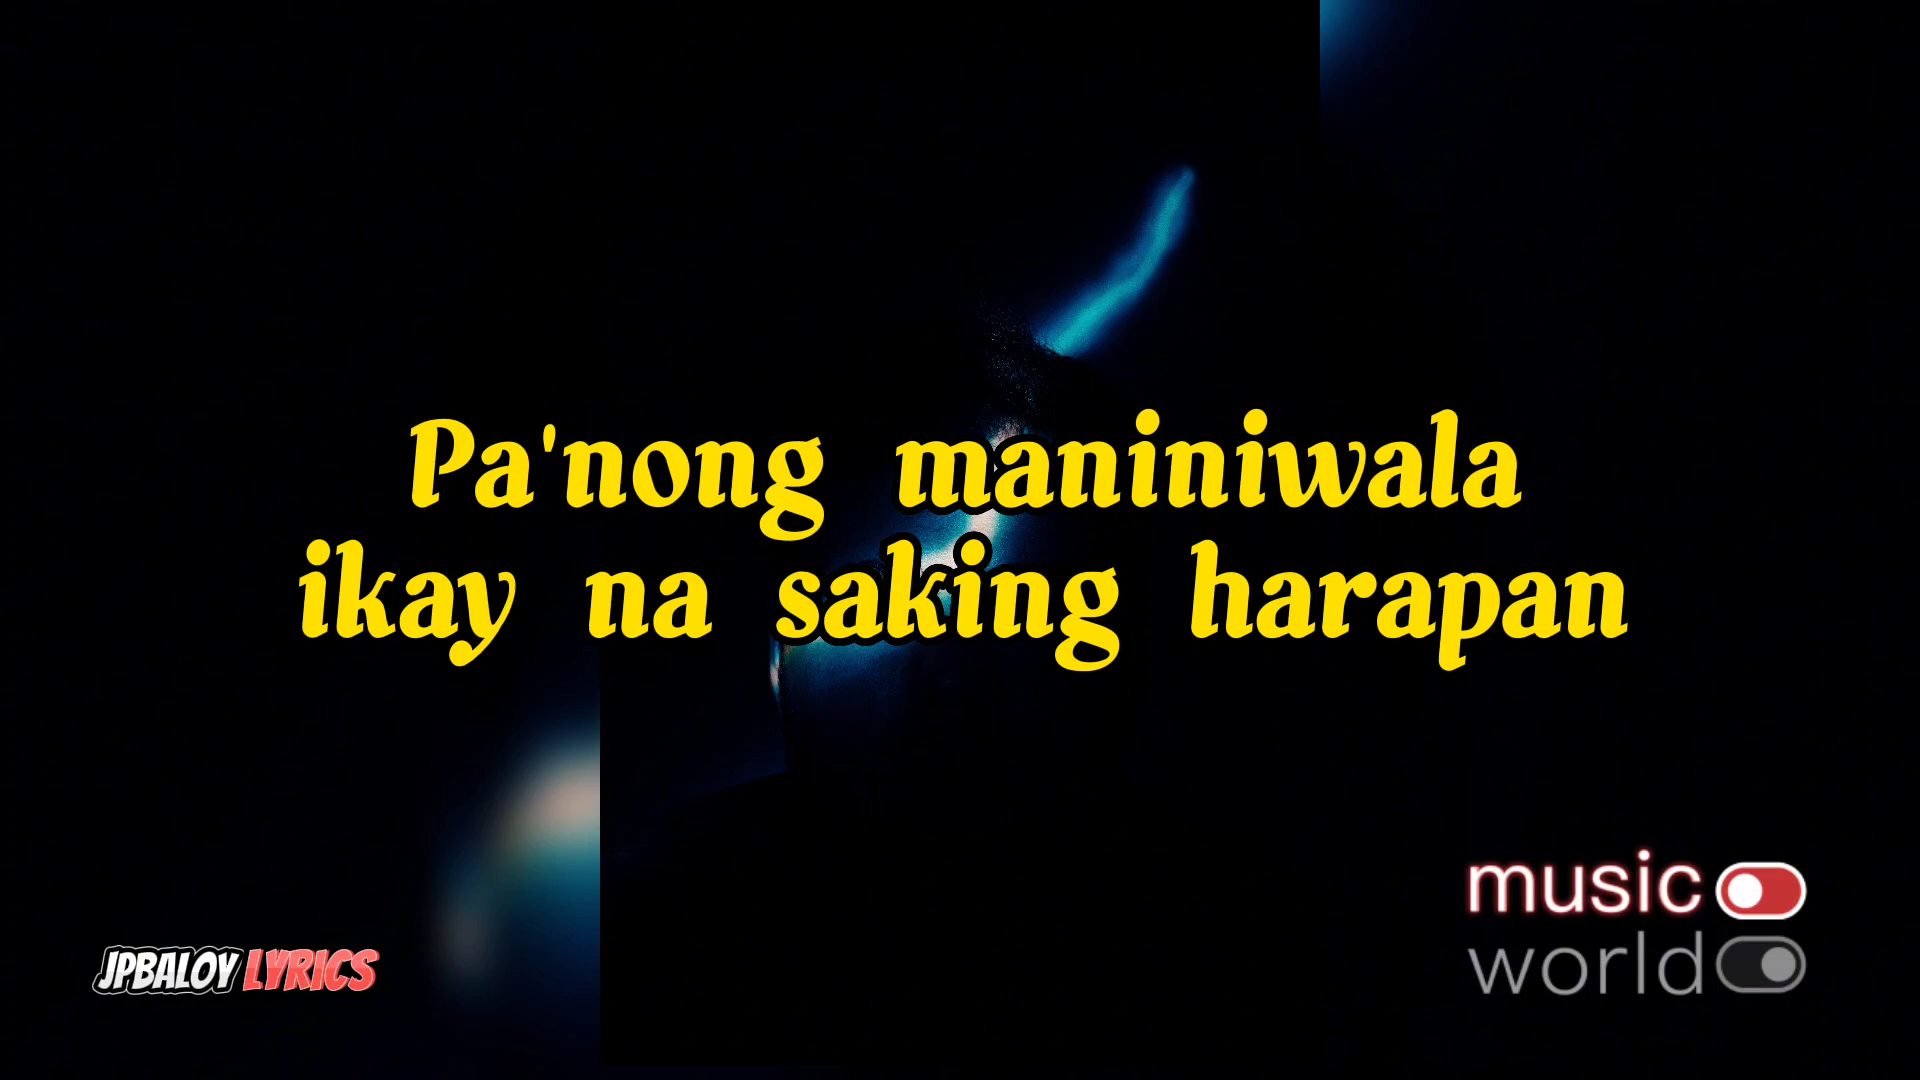 Pa'nong maniniwala
ikay na saking harapan
music
world
JPBALOY LYRICS